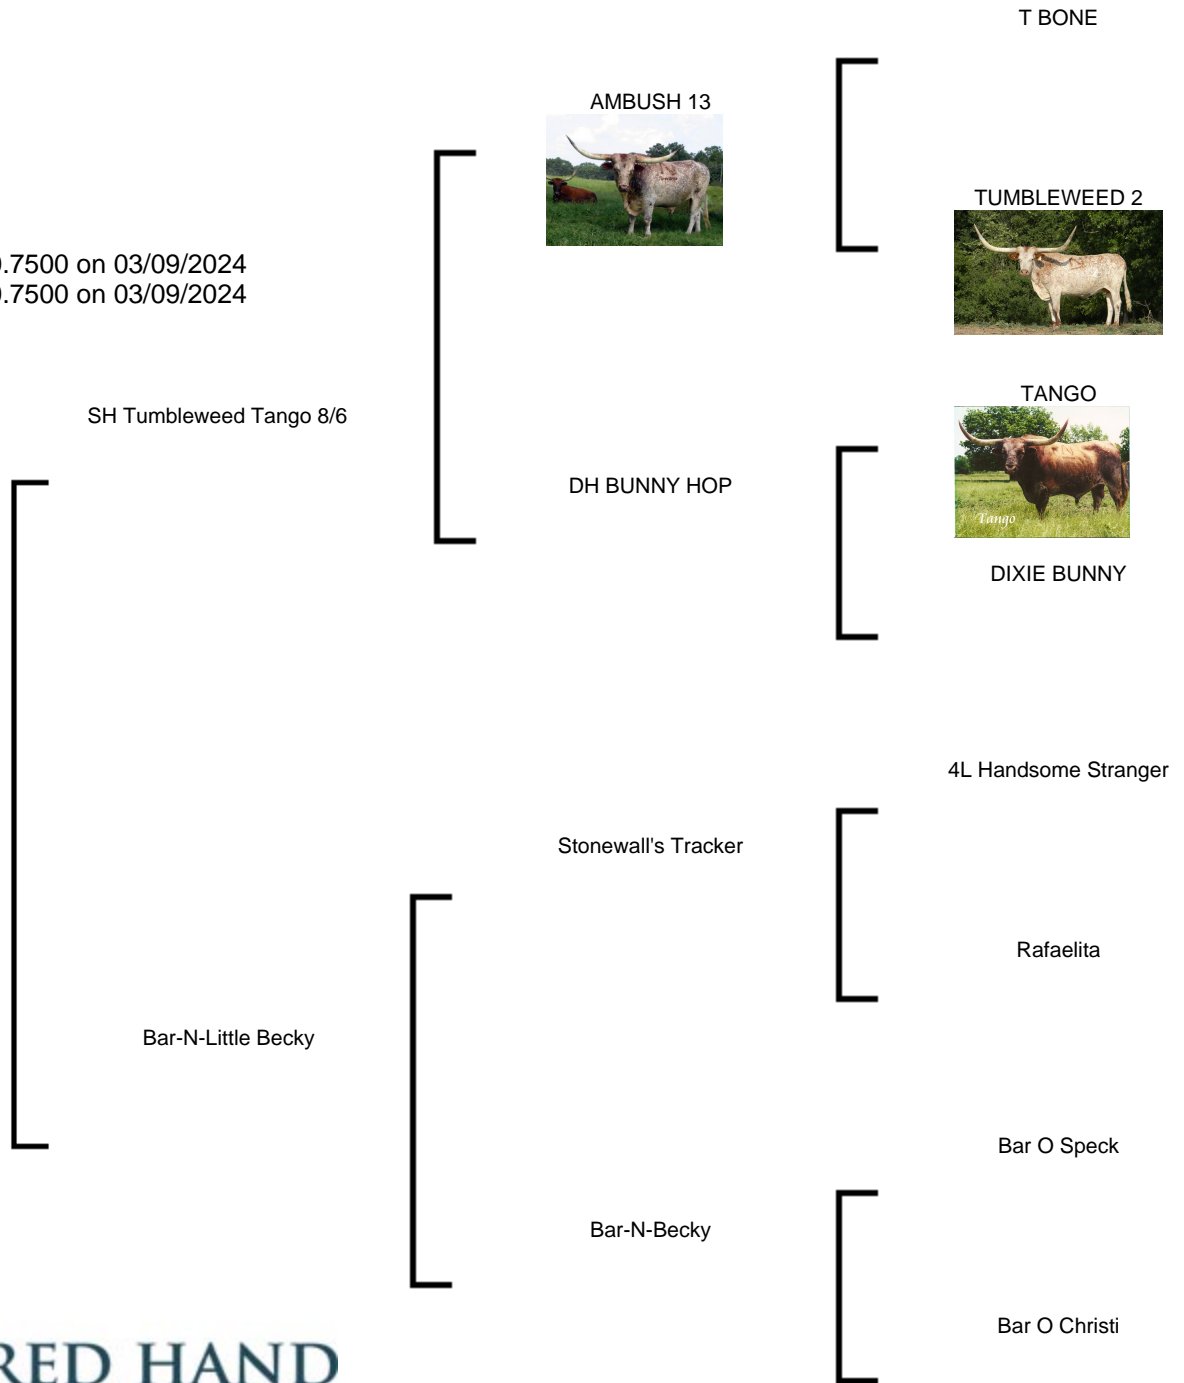 T BONE
AMBUSH 13
TUMBLEWEED 2
.7500 on 03/09/2024
.7500 on 03/09/2024
TANGO
SH Tumbleweed Tango 8/6
Tango
DH BUNNY HOP
DIXIE BUNNY
4L Handsome Stranger
Stonewall's Tracker
Rafaelita
Bar-N-Little Becky
Bar O Speck
Bar-N-Becky
Bar O Christi
RED HAND